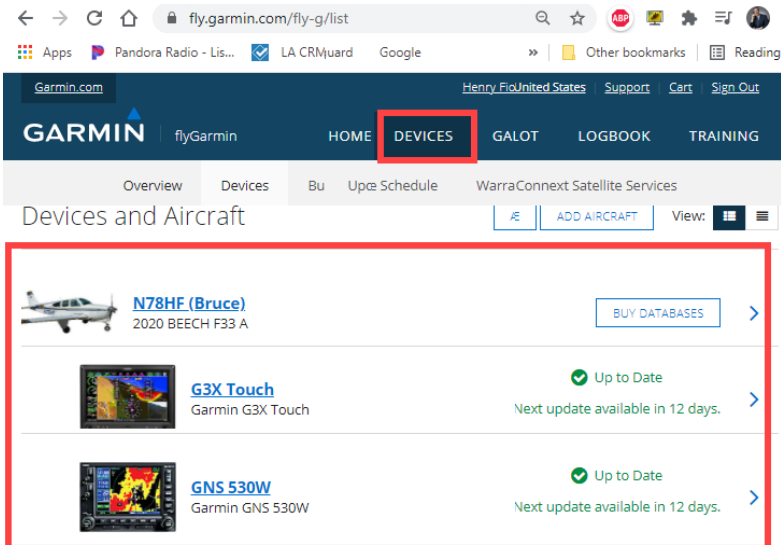 fly.garmin.com/fly-g/list
ABP
Apps Pandora Radio - Lis... LA CRMuard Google » Other bookmarks Reading
Garmin.com Henry FioUnited States Support Cart Sign Out
GARMIN flyGarmin HOME DEVICES GALOT LOGBOOK TRAINING
Overview Devices Bu Upce Schedule WarraConnext Satellite Services
Devices and Aircraft Æ ADD AIRCRAFT View:
N78HF (Bruce) BUY DATABASES
2020 BEECH F33 A
G3X Touch Up to Date
Garmin G3X Touch Next update available in 12 days.
GNS 530W Up to Date
Garmin GNS 530W Next update available in 12 days.